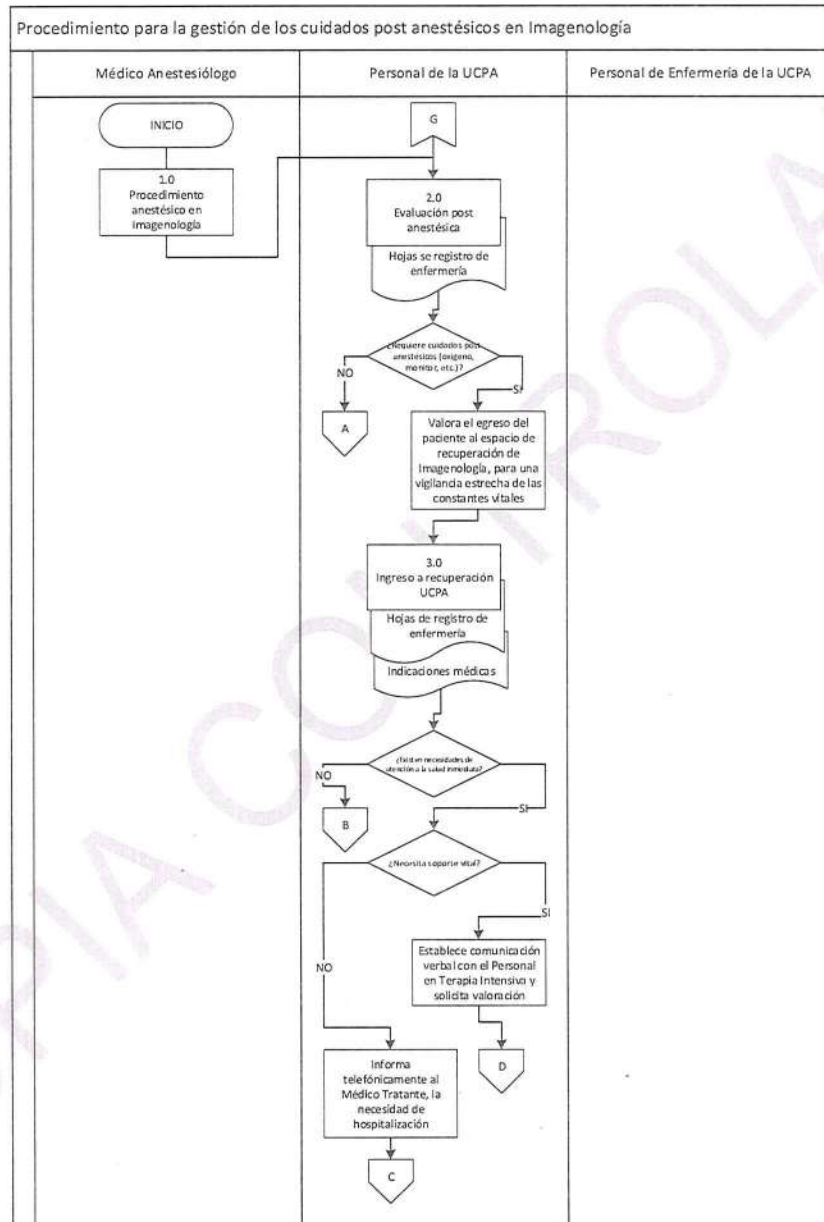 Procedimiento para la gestión de los cuidados post anestésicos en Imagenología
Médico Anestesiólogo
Personal de la UCPA
Personal de Enfermería de la UCPA
INICIO
G
1.0
Procedimiento
anestésico en
Imagenología
2.0
Evaluación post
anestésica
Hojas se registro de
enfermería
¿Requiere cuidados post
anestésicos (oxigeno,
monitor, etc.)?
NO
SI
A
Valora el egreso del
paciente al espacio de
recuperación de
Imagenología, para una
vigilancia estrecha de las
constantes vitales
3.0
Ingreso a recuperación
UCPA
Hojas de registro de
enfermería
Indicaciones médicas
¿Existen necesidades de
atención a la salud inmediata?
NO
SI
B
¿Necesita soporte vital?
SI
NO
Establece comunicación
verbal con el Personal
en Terapia Intensiva y
solicita valoración
D
Informa
telefónicamente al
Médico Tratante, la
necesidad de
hospitalización
C